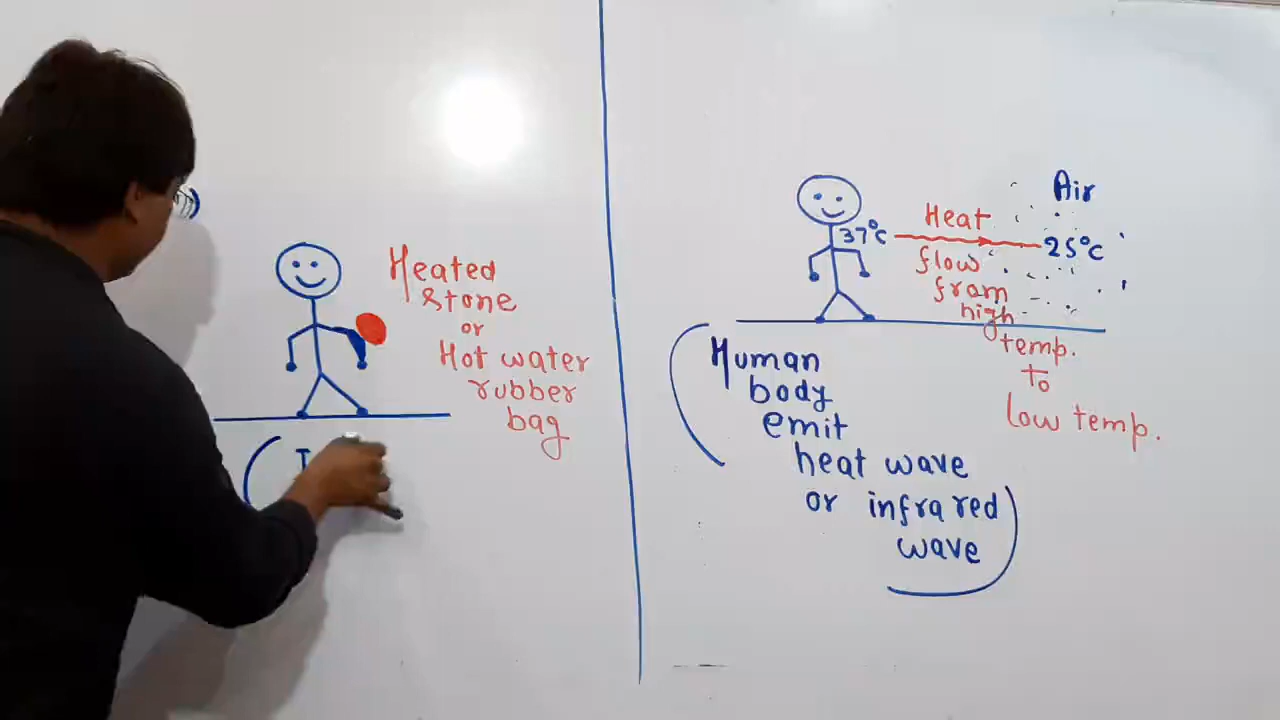 Heated
stone
or
Hot water
rubber
bag
(I
Air
37°C
Heat
25°C
flow
from
high
temp.
to
low temp.
(Human
body
emit
heat wave
or infrared
wave)